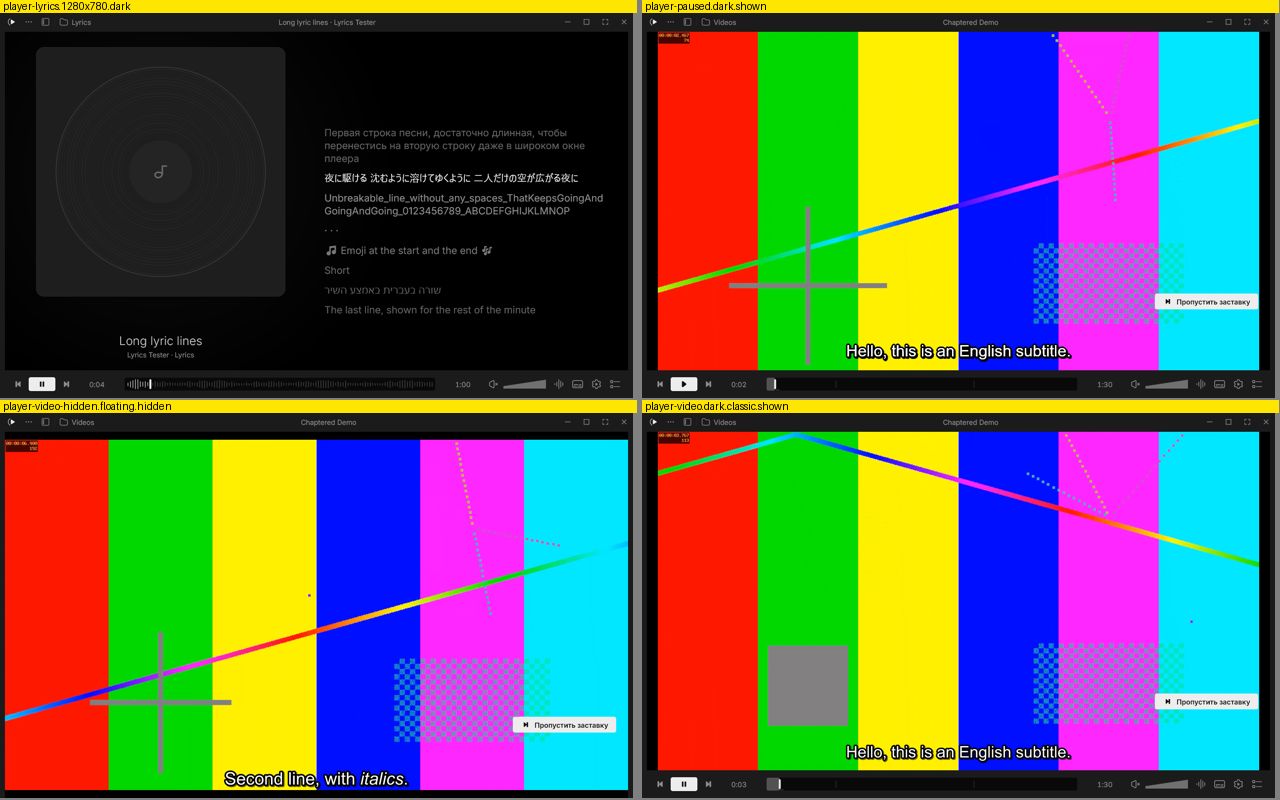 player-lyrics.1280x780.dark
Lyrics
Long lyric lines · Lyrics Tester
Первая строка песни, достаточно длинная, чтобы
перенестись на вторую строку даже в широком окне
плеера
夜に駆ける 沈むように溶けてゆくように 二人だけの空が広がる夜に
Unbreakable_line_without_any_spaces_ThatKeepsGoingAnd
GoingAndGoing_0123456789_ABCDEFGHIJKLMNOP
· · ·
🎵 Emoji at the start and the end 🎶
Short
שורה בעברית באמצע השיר
The last line, shown for the rest of the minute
Long lyric lines
Lyrics Tester · Lyrics
0:04
1:00
player-paused.dark.shown
Videos
Chaptered Demo
Пропустить заставку
Hello, this is an English subtitle.
0:02
1:30
player-video-hidden.floating.hidden
Videos
Chaptered Demo
Пропустить заставку
Second line, with italics.
player-video.dark.classic.shown
Videos
Chaptered Demo
Пропустить заставку
Hello, this is an English subtitle.
0:03
1:30